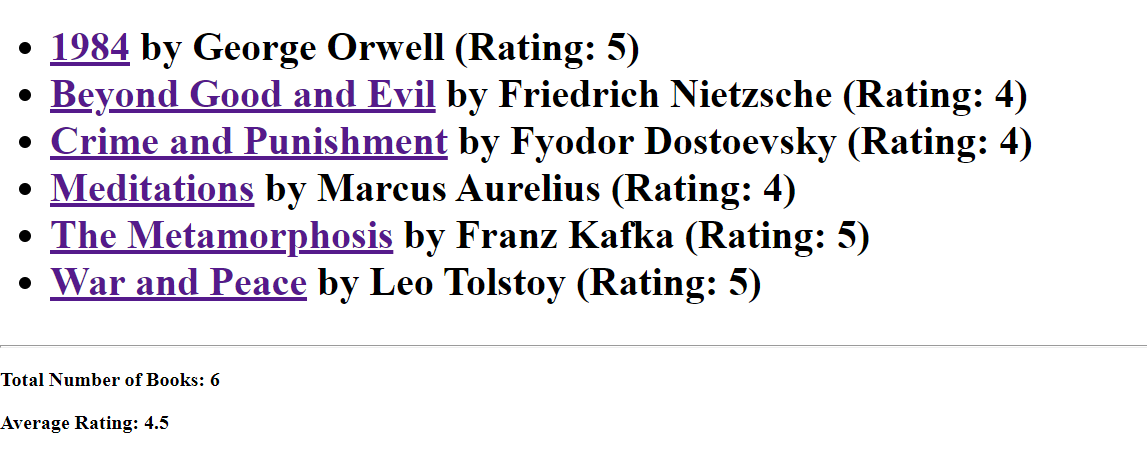 • 1984 by George Orwell (Rating: 5)
• Beyond Good and Evil by Friedrich Nietzsche (Rating: 4)
• Crime and Punishment by Fyodor Dostoevsky (Rating: 4)
• Meditations by Marcus Aurelius (Rating: 4)
• The Metamorphosis by Franz Kafka (Rating: 5)
• War and Peace by Leo Tolstoy (Rating: 5)
Total Number of Books: 6
Average Rating: 4.5